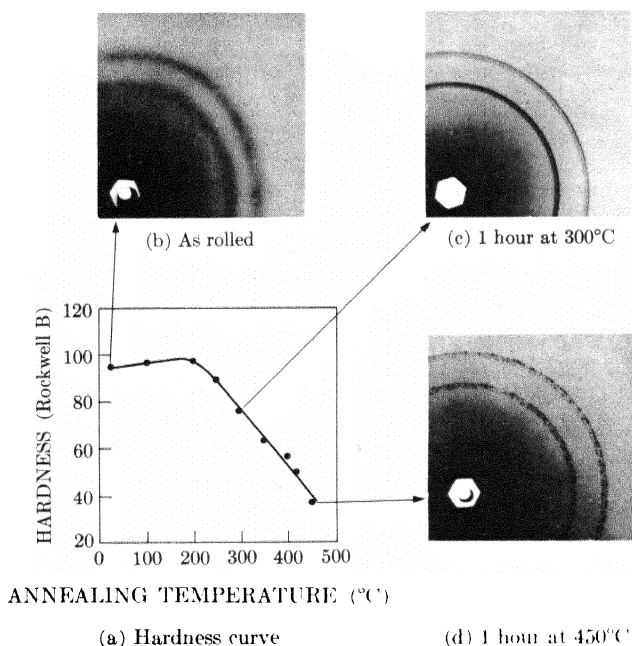 (b) As rolled
(c) 1 hour at 300°C
HARDNESS (Rockwell B)
120
100
80
60
40
20
0 100 200 300 400 500
ANNEALING TEMPERATURE (°C)
(a) Hardness curve
(d) 1 hour at 450°C